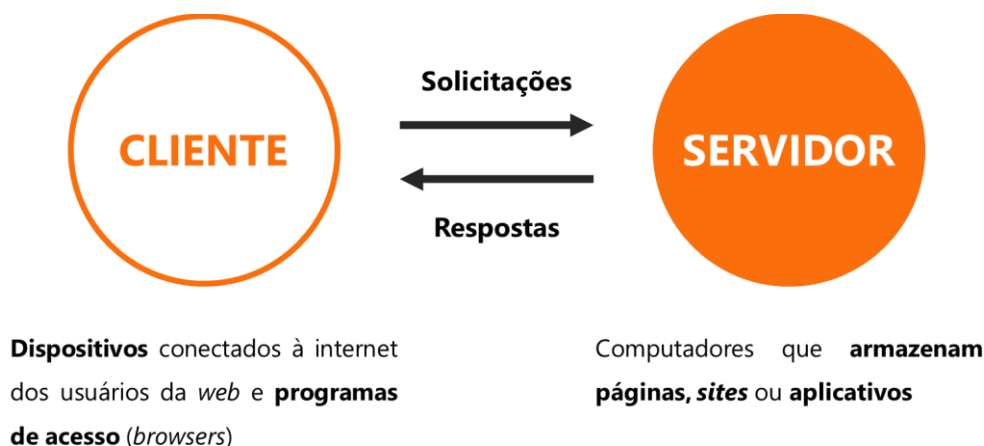 Solicitações
CLIENTE
SERVIDOR
Respostas
Dispositivos conectados à internet
dos usuários da web e programas
de acesso (browsers)
Computadores que armazenam
páginas, sites ou aplicativos